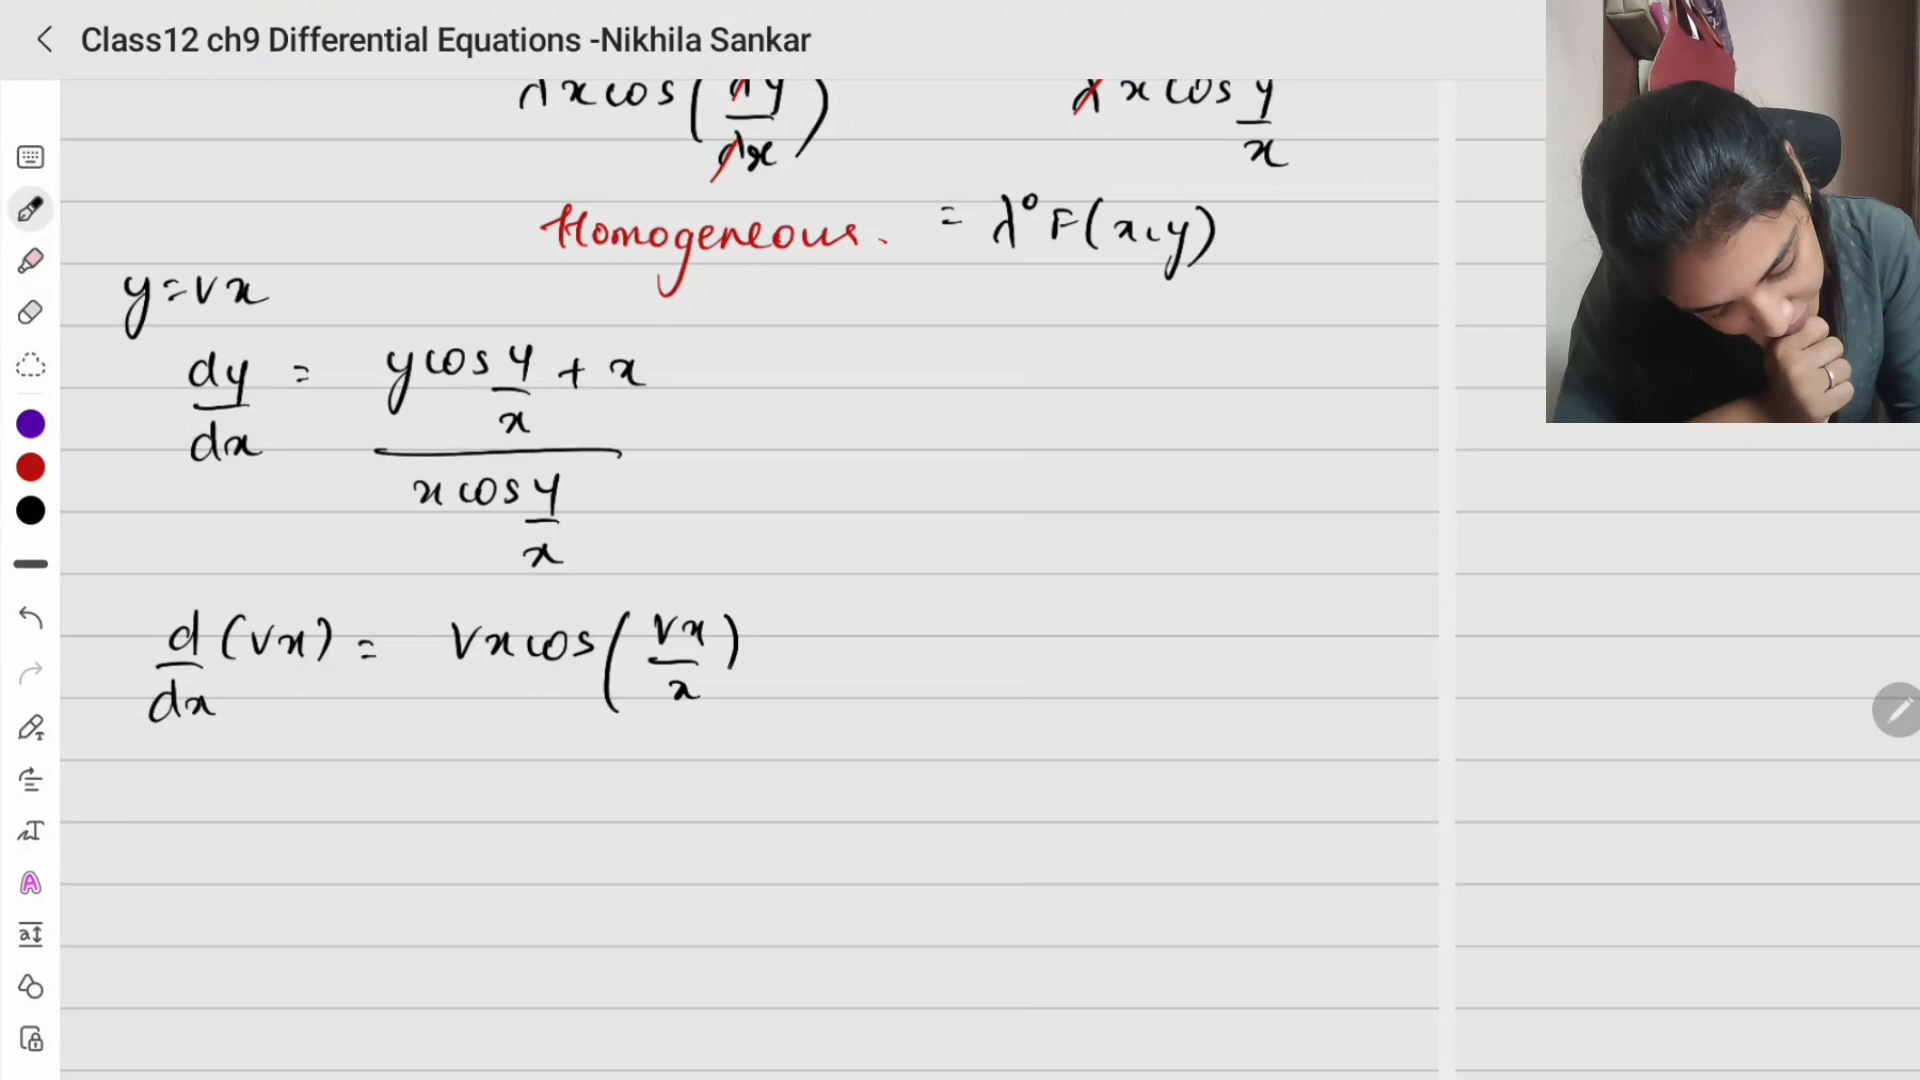 Class12 ch9 Differential Equations -Nikhila Sankar
λx cos(λy/λx) λx cos y/x
Homogeneous. = λ⁰ F(x,y)
y=vx
dy/dx = (y cos y/x + x)/(x cos y/x)
d/dx (vx) = vx cos(vx/x)